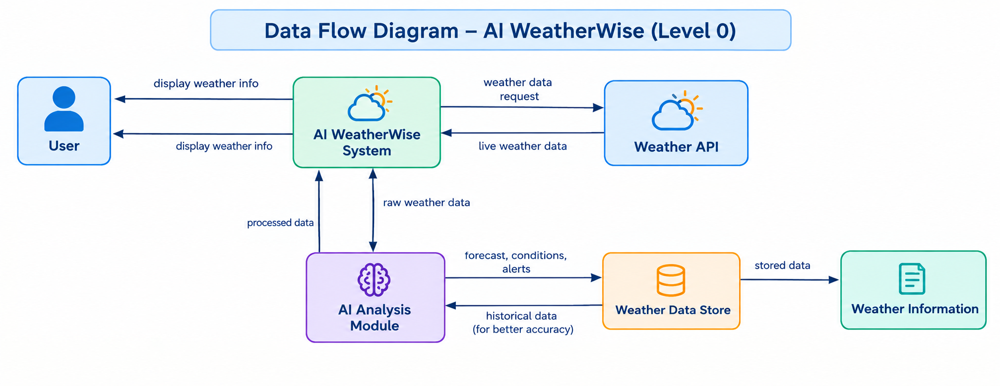 Data Flow Diagram – AI WeatherWise (Level 0)
display weather info
weather data
request
User
display weather info
AI WeatherWise
System
live weather data
Weather API
raw weather data
processed data
forecast, conditions,
alerts
stored data
AI Analysis
Module
historical data
(for better accuracy)
Weather Data Store
Weather Information